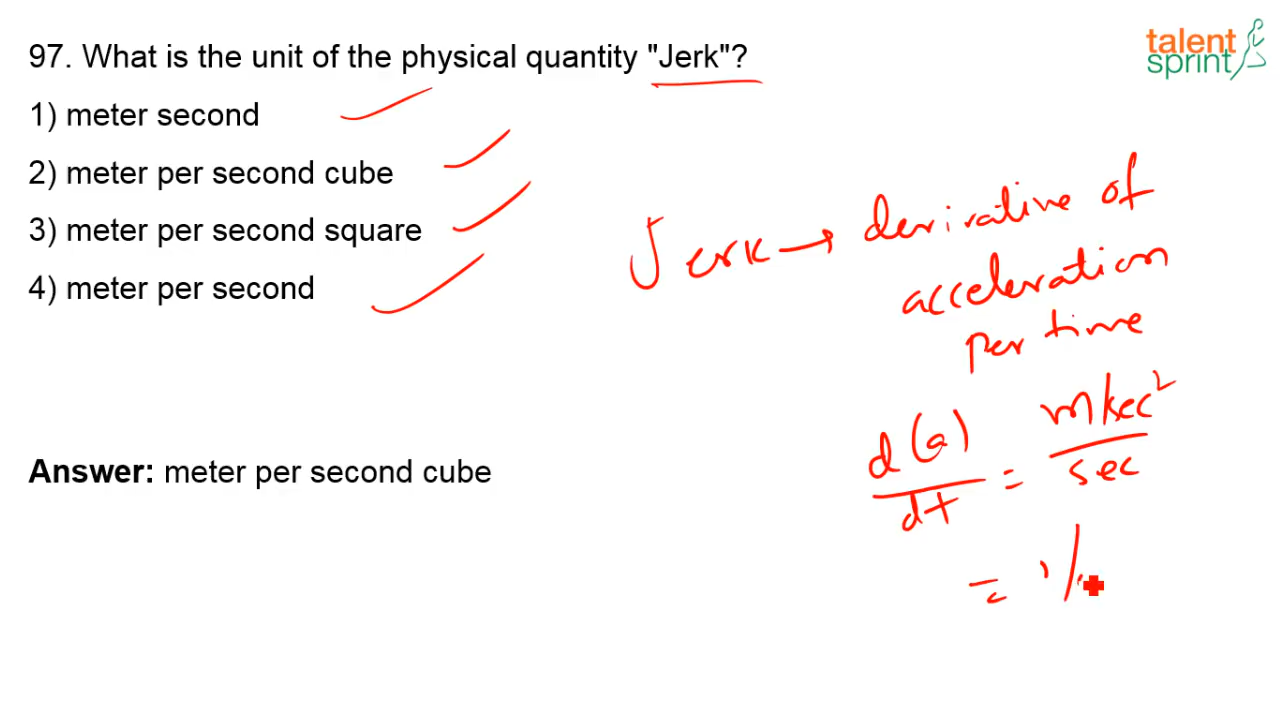 97. What is the unit of the physical quantity "Jerk"?
talent
sprint
1) meter second
2) meter per second cube
3) meter per second square
4) meter per second
Jerk → derivative of
acceleration
per time
d(a)/dt = m/sec²/sec
=
Answer: meter per second cube